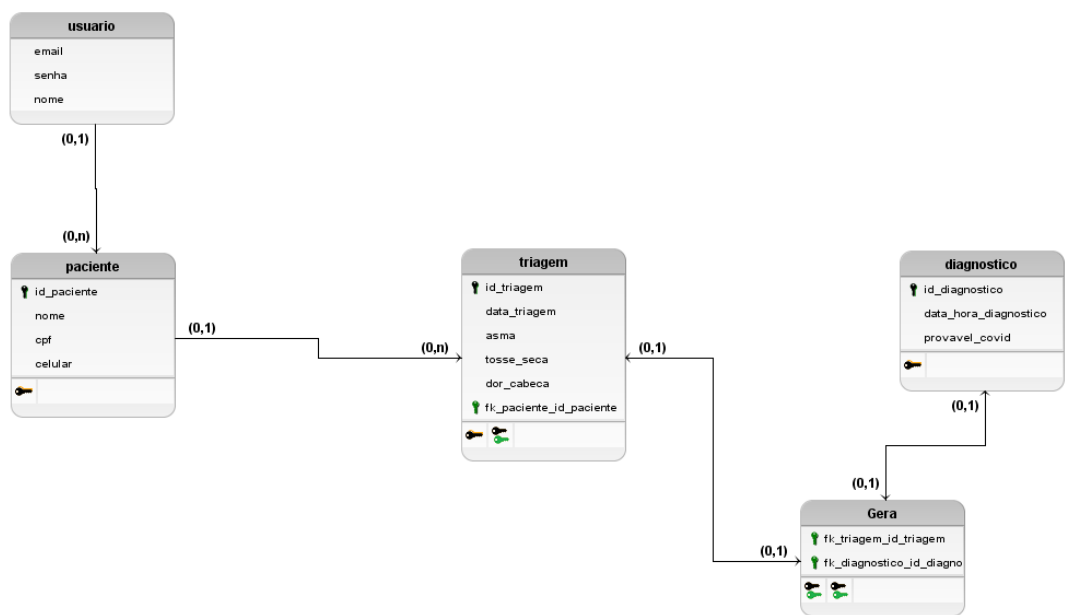 usuario
email
senha
nome
(0,1)
(0,n)
paciente
id_paciente
nome
cpf
celular
(0,1)
(0,n)
triagem
id_triagem
data_triagem
asma
tosse_seca
dor_cabeca
fk_paciente_id_paciente
(0,1)
(0,1)
diagnostico
id_diagnostico
data_hora_diagnostico
provavel_covid
(0,1)
(0,1)
Gera
fk_triagem_id_triagem
fk_diagnostico_id_diagno